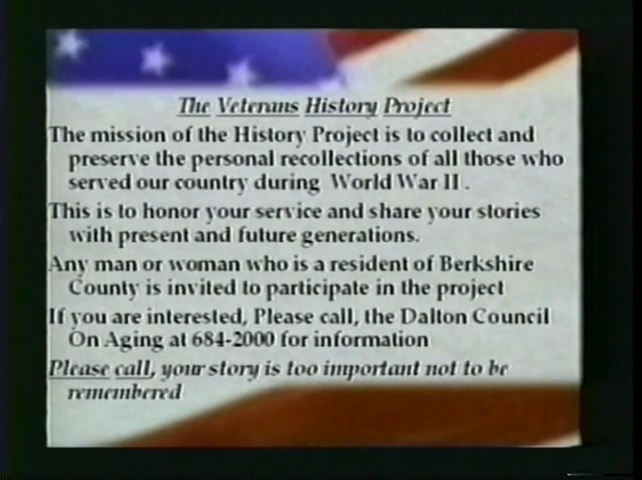 The Veterans History Project
The mission of the History Project is to collect and
preserve the personal recollections of all those who
served our country during World War II .
This is to honor your service and share your stories
with present and future generations.
Any man or woman who is a resident of Berkshire
County is invited to participate in the project
If you are interested, Please call, the Dalton Council
On Aging at 684-2000 for information
Please call, your story is too important not to be
remembered